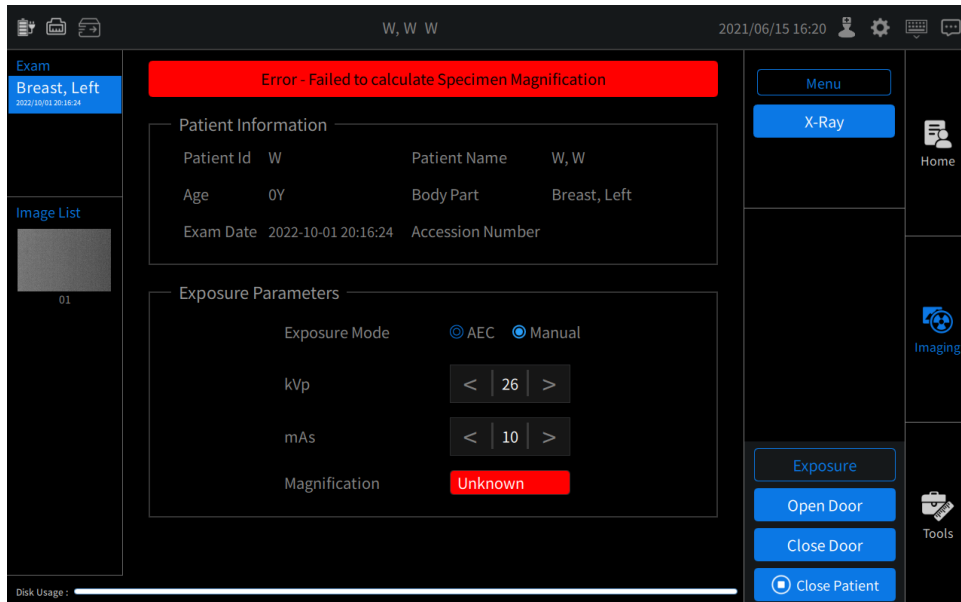 W, W W
2021/06/15 16:20
Exam
Breast, Left
2022/10/01 20:16:24
Image List
01
Error - Failed to calculate Specimen Magnification
Patient Information
Patient Id W Patient Name W, W
Age 0Y Body Part Breast, Left
Exam Date 2022-10-01 20:16:24 Accession Number
Exposure Parameters
Exposure Mode AEC Manual
kVp < 26 >
mAs < 10 >
Magnification Unknown
Menu
X-Ray
Exposure
Open Door
Close Door
Close Patient
Home
Imaging
Tools
Disk Usage :